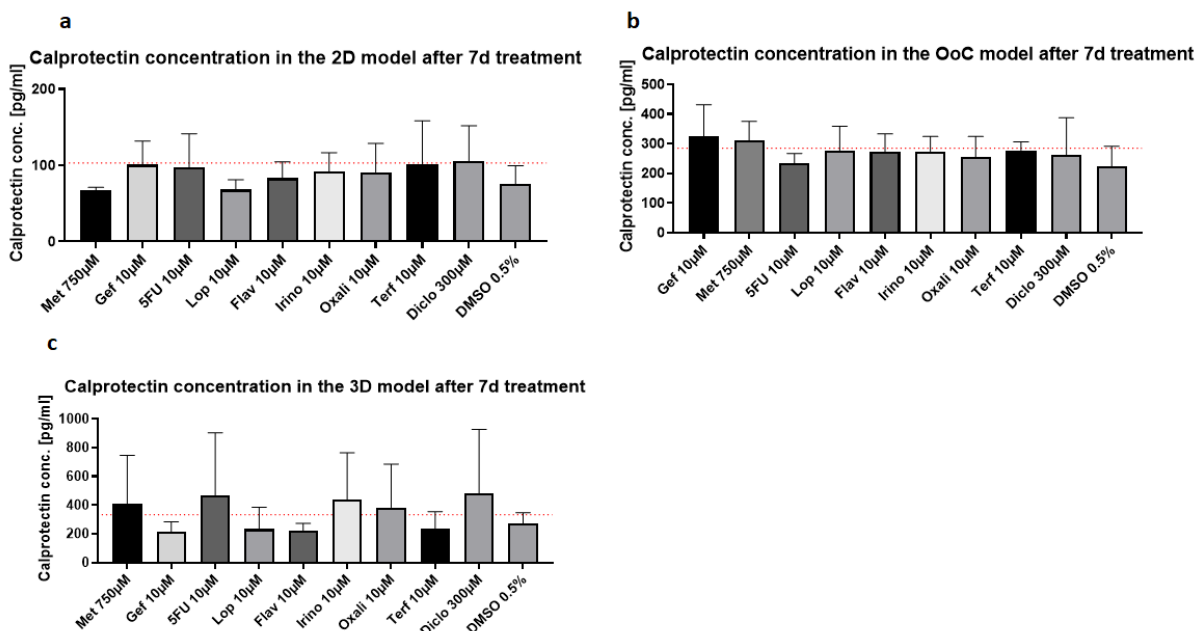 a
Calprotectin concentration in the 2D model after 7d treatment
Calprotectin conc. [pg/ml]
200
100
0
Met 750µM
Gef 10µM
5FU 10µM
Lop 10µM
Flav 10µM
Irino 10µM
Oxali 10µM
Terf 10µM
Diclo 300µM
DMSO 0.5%
b
Calprotectin concentration in the OoC model after 7d treatment
Calprotectin conc. [pg/ml]
500
400
300
200
100
0
Gef 10µM
Met 750µM
5FU 10µM
Lop 10µM
Flav 10µM
Irino 10µM
Oxali 10µM
Terf 10µM
Diclo 300µM
DMSO 0.5%
c
Calprotectin concentration in the 3D model after 7d treatment
Calprotectin conc. [pg/ml]
1000
800
600
400
200
0
Met 750µM
Gef 10µM
5FU 10µM
Lop 10µM
Flav 10µM
Irino 10µM
Oxali 10µM
Terf 10µM
Diclo 300µM
DMSO 0.5%